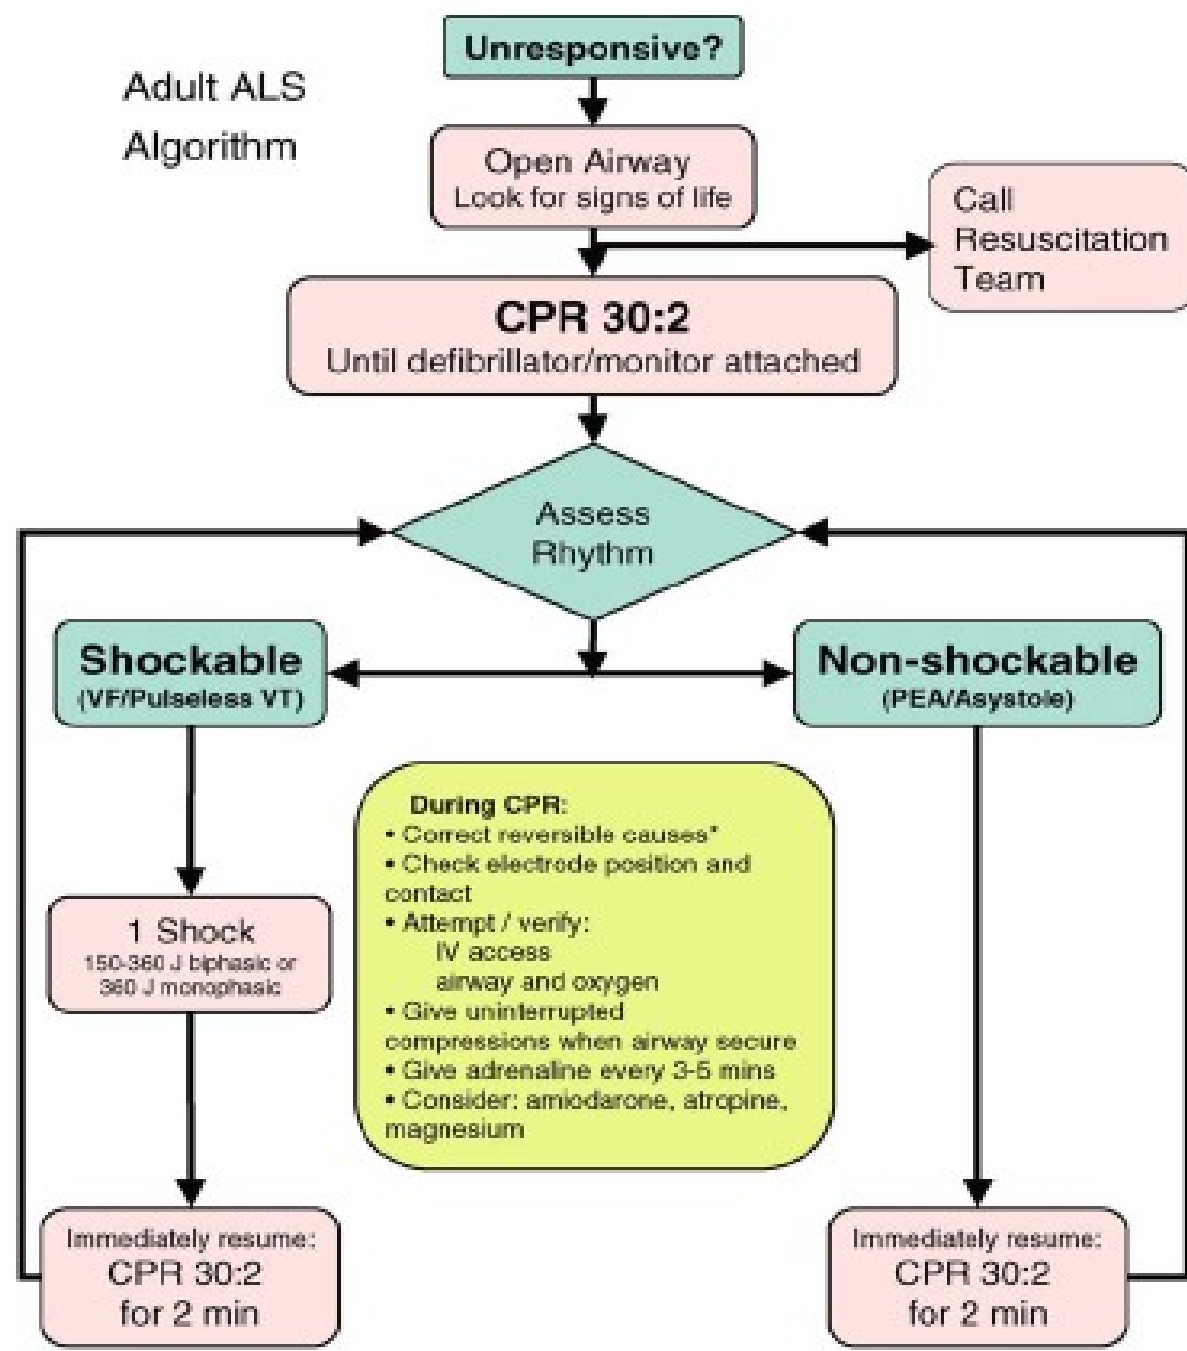 Unresponsive?
Adult ALS
Algorithm
Open Airway
Look for signs of life
Call
Resuscitation
Team
CPR 30:2
Until defibrillator/monitor attached
Assess
Rhythm
Shockable
(VF/Pulseless VT)
Non-shockable
(PEA/Asystole)
During CPR:
• Correct reversible causes*
• Check electrode position and
contact
• Attempt / verify:
IV access
airway and oxygen
• Give uninterrupted
compressions when airway secure
• Give adrenaline every 3-5 mins
• Consider: amiodarone, atropine,
magnesium
1 Shock
150-360 J biphasic or
360 J monophasic
Immediately resume:
CPR 30:2
for 2 min
Immediately resume:
CPR 30:2
for 2 min